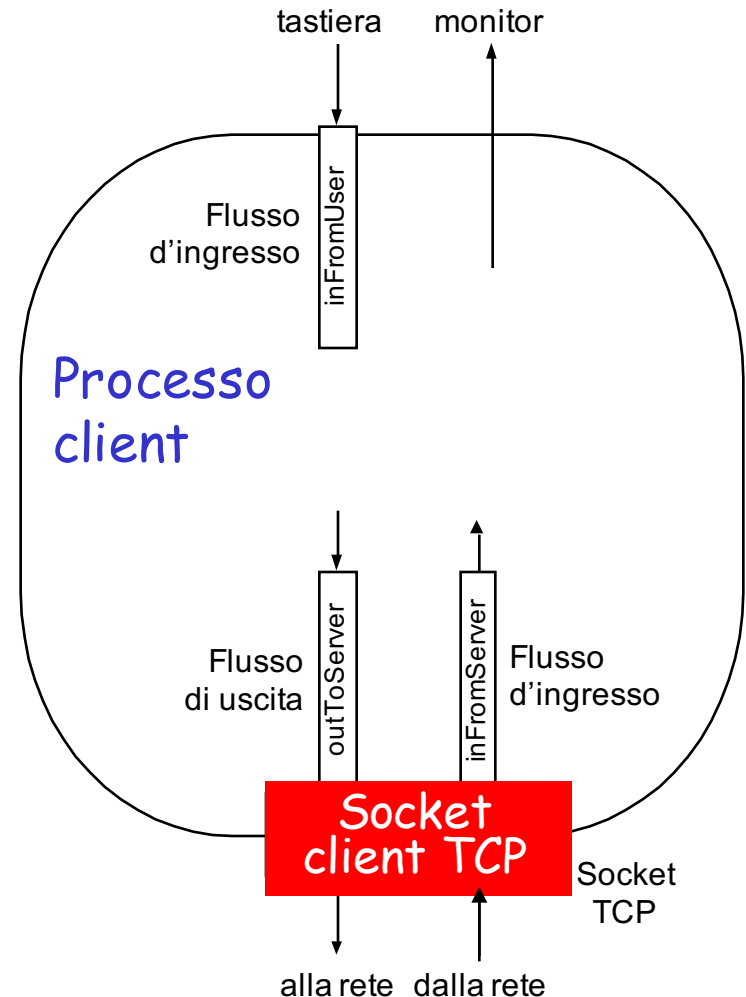 tastiera
monitor
Flusso
d'ingresso
inFromUser
Processo
client
Flusso
di uscita
outToServer
inFromServer
Flusso
d'ingresso
Socket
client TCP
Socket
TCP
alla rete
dalla rete